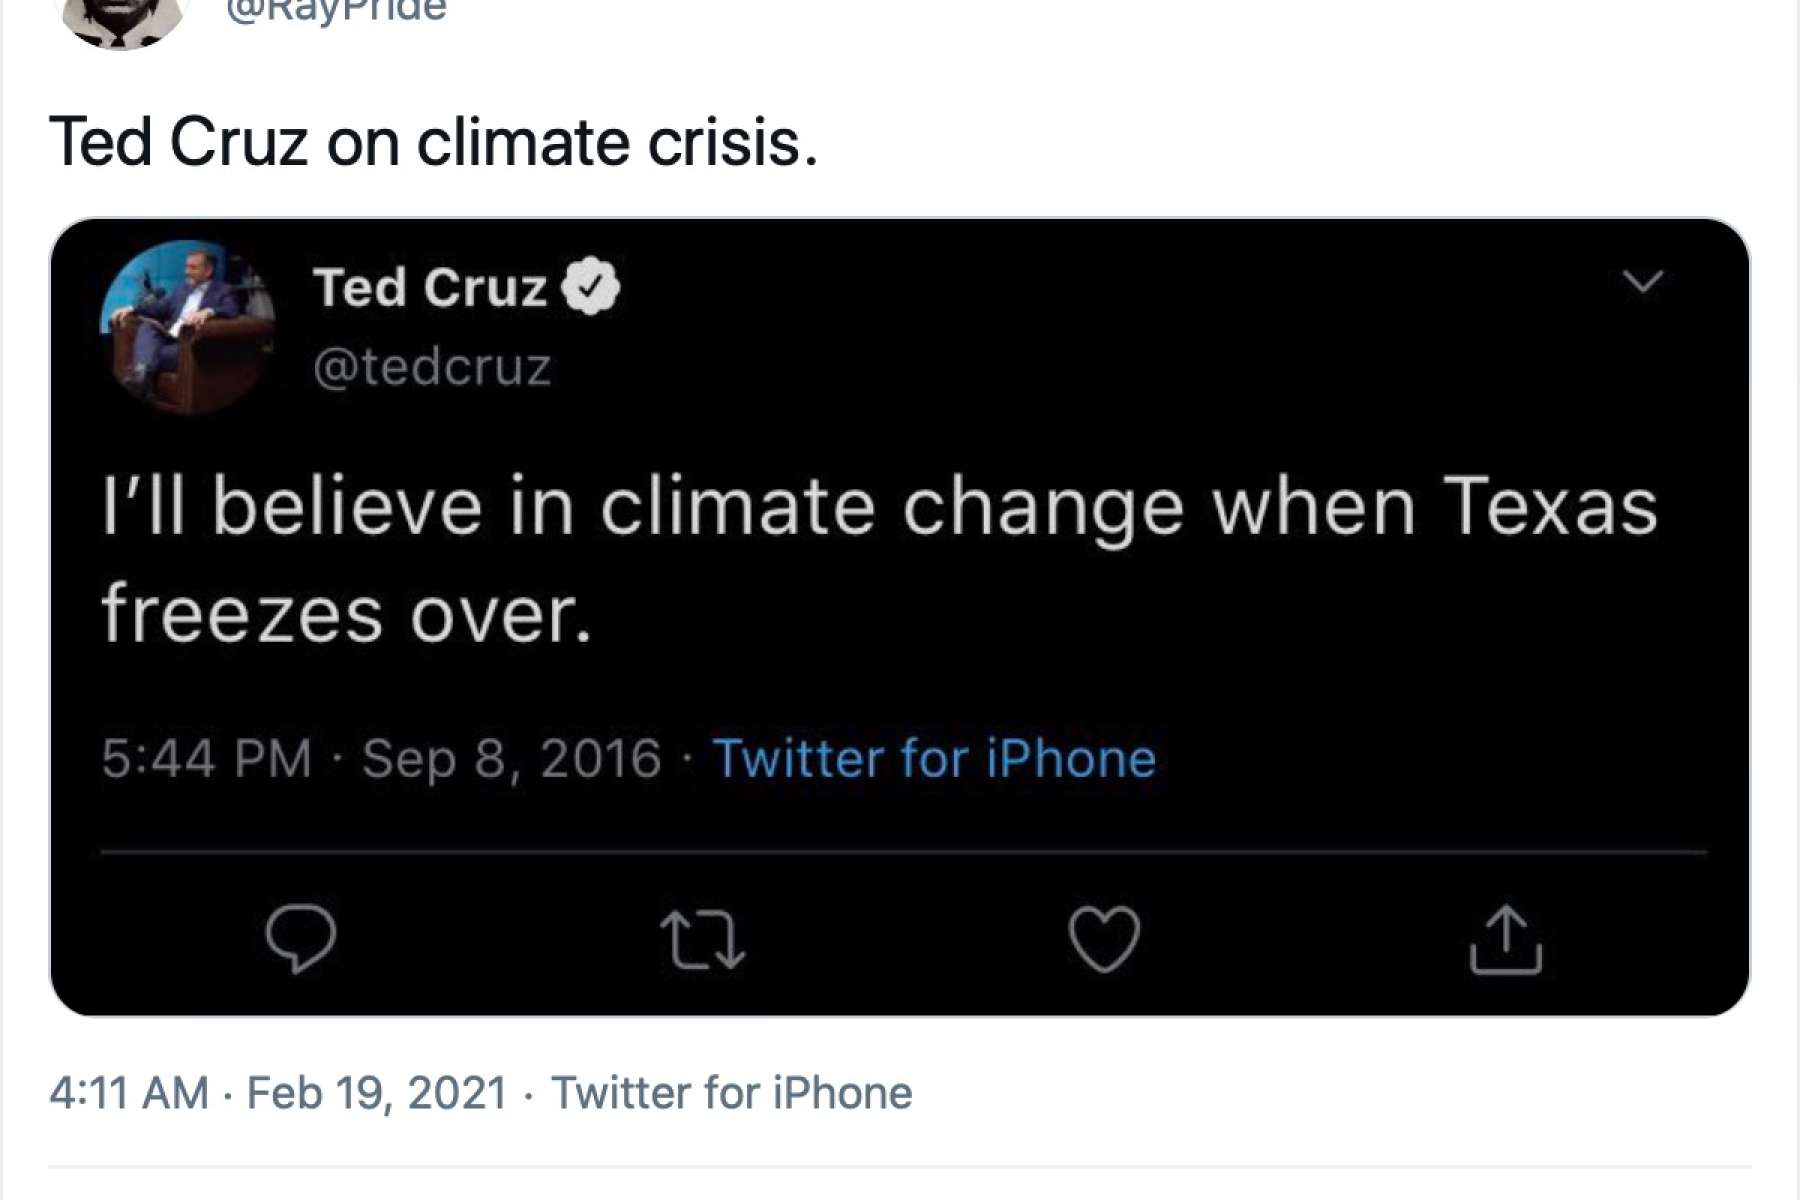 @RayPride
Ted Cruz on climate crisis.
Ted Cruz
@tedcruz
I’ll believe in climate change when Texas
freezes over.
5:44 PM · Sep 8, 2016 · Twitter for iPhone
4:11 AM · Feb 19, 2021 · Twitter for iPhone